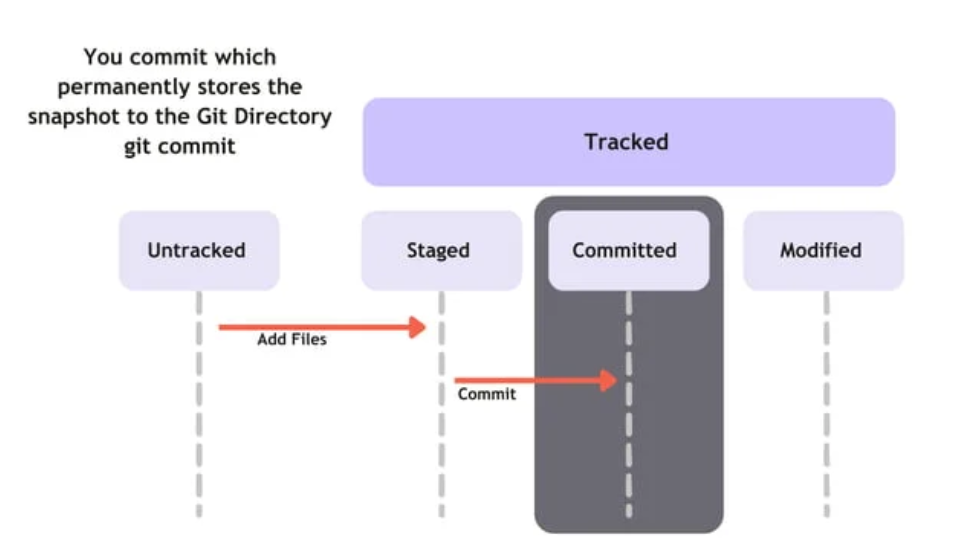 You commit which
permanently stores the
snapshot to the Git Directory
git commit
Tracked
Untracked
Staged
Committed
Modified
Add Files
Commit